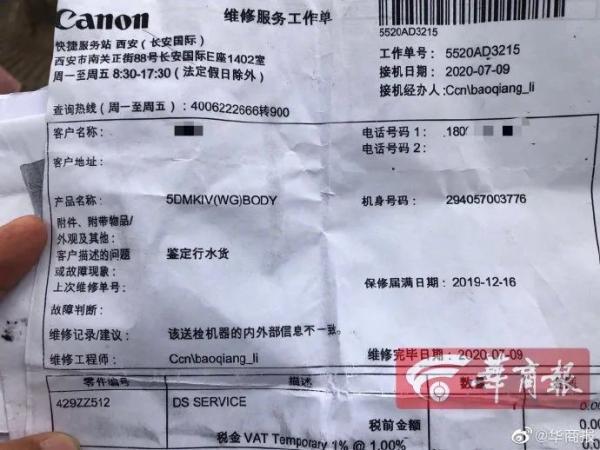 Canon
维修服务工作单
5520AD3215
快捷服务站 西安（长安国际）
西安市南关正街88号长安国际E座1402室
周一至周五 8:30-17:30（法定假日除外）
工作单号： 5520AD3215
接机日期： 2020-07-09
接机经办人：Ccn\baoqiang_li
查询热线（周一至周五）：4006222666转900
客户名称：
电话号码 1： 180
电话号码 2：
客户地址：
产品名称： 5DMKIV(WG)BODY
机身号码： 294057003776
附件、附带物品/
外观及其他：
客户描述的问题 鉴定行水货
或故障现象：
保修届满日期： 2019-12-16
上次维修单号：
故障判断：
维修记录/建议： 该送检机器的内外部信息不一致。
维修工程师： Ccn\baoqiang_li
维修完毕日期：2020-07-09
零件编号 描述 数量
429ZZ512 DS SERVICE
税前金额
税金 VAT Temporary 1% @ 1.00%
華商報
@华商报